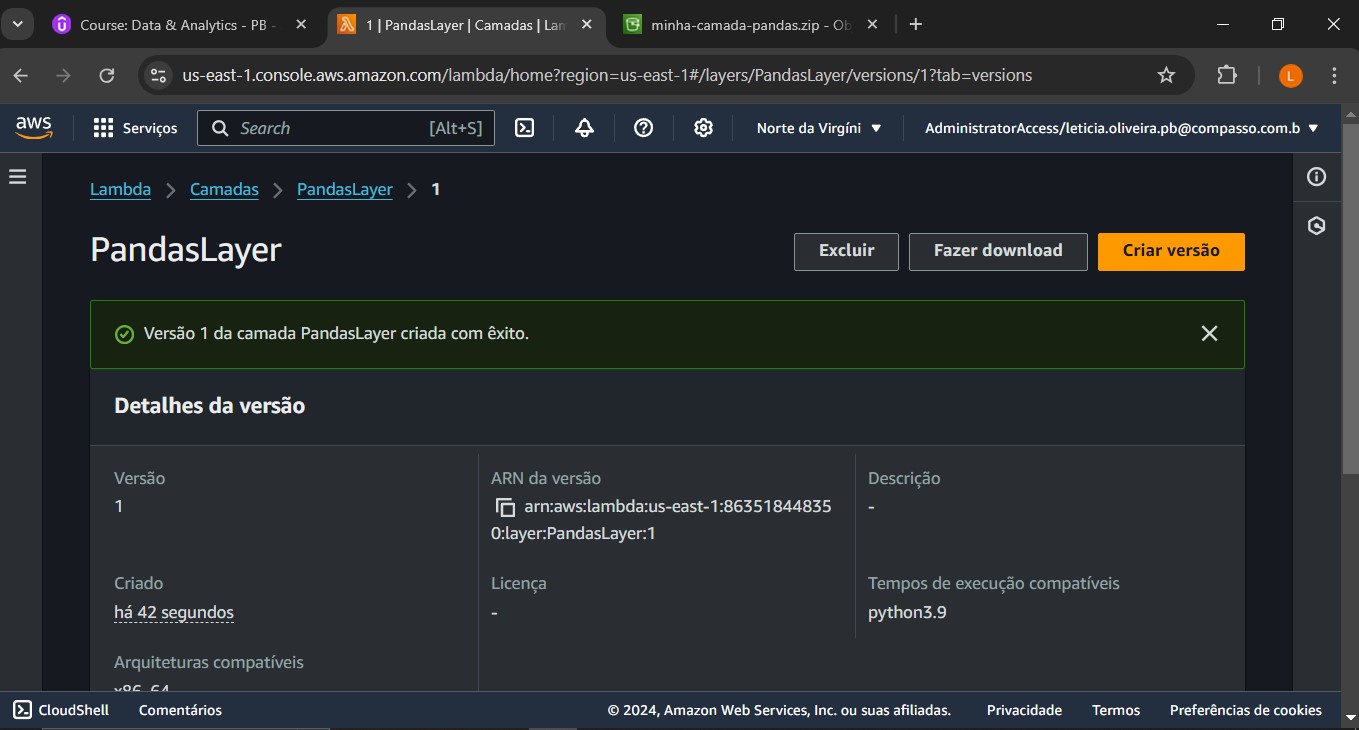 Course: Data & Analytics - PB -
1 | PandasLayer | Camadas | Lam
minha-camada-pandas.zip - Ob
us-east-1.console.aws.amazon.com/lambda/home?region=us-east-1#/layers/PandasLayer/versions/1?tab=versions
L
aws
Serviços
Search [Alt+S]
Norte da Virgíni
AdministratorAccess/leticia.oliveira.pb@compasso.com.b
Lambda > Camadas > PandasLayer > 1
PandasLayer
Excluir
Fazer download
Criar versão
Versão 1 da camada PandasLayer criada com êxito.
Detalhes da versão
Versão
1
ARN da versão
arn:aws:lambda:us-east-1:86351844835
0:layer:PandasLayer:1
Descrição
-
Criado
há 42 segundos
Licença
-
Tempos de execução compatíveis
python3.9
Arquiteturas compatíveis
x86_64
CloudShell
Comentários
© 2024, Amazon Web Services, Inc. ou suas afiliadas.
Privacidade
Termos
Preferências de cookies